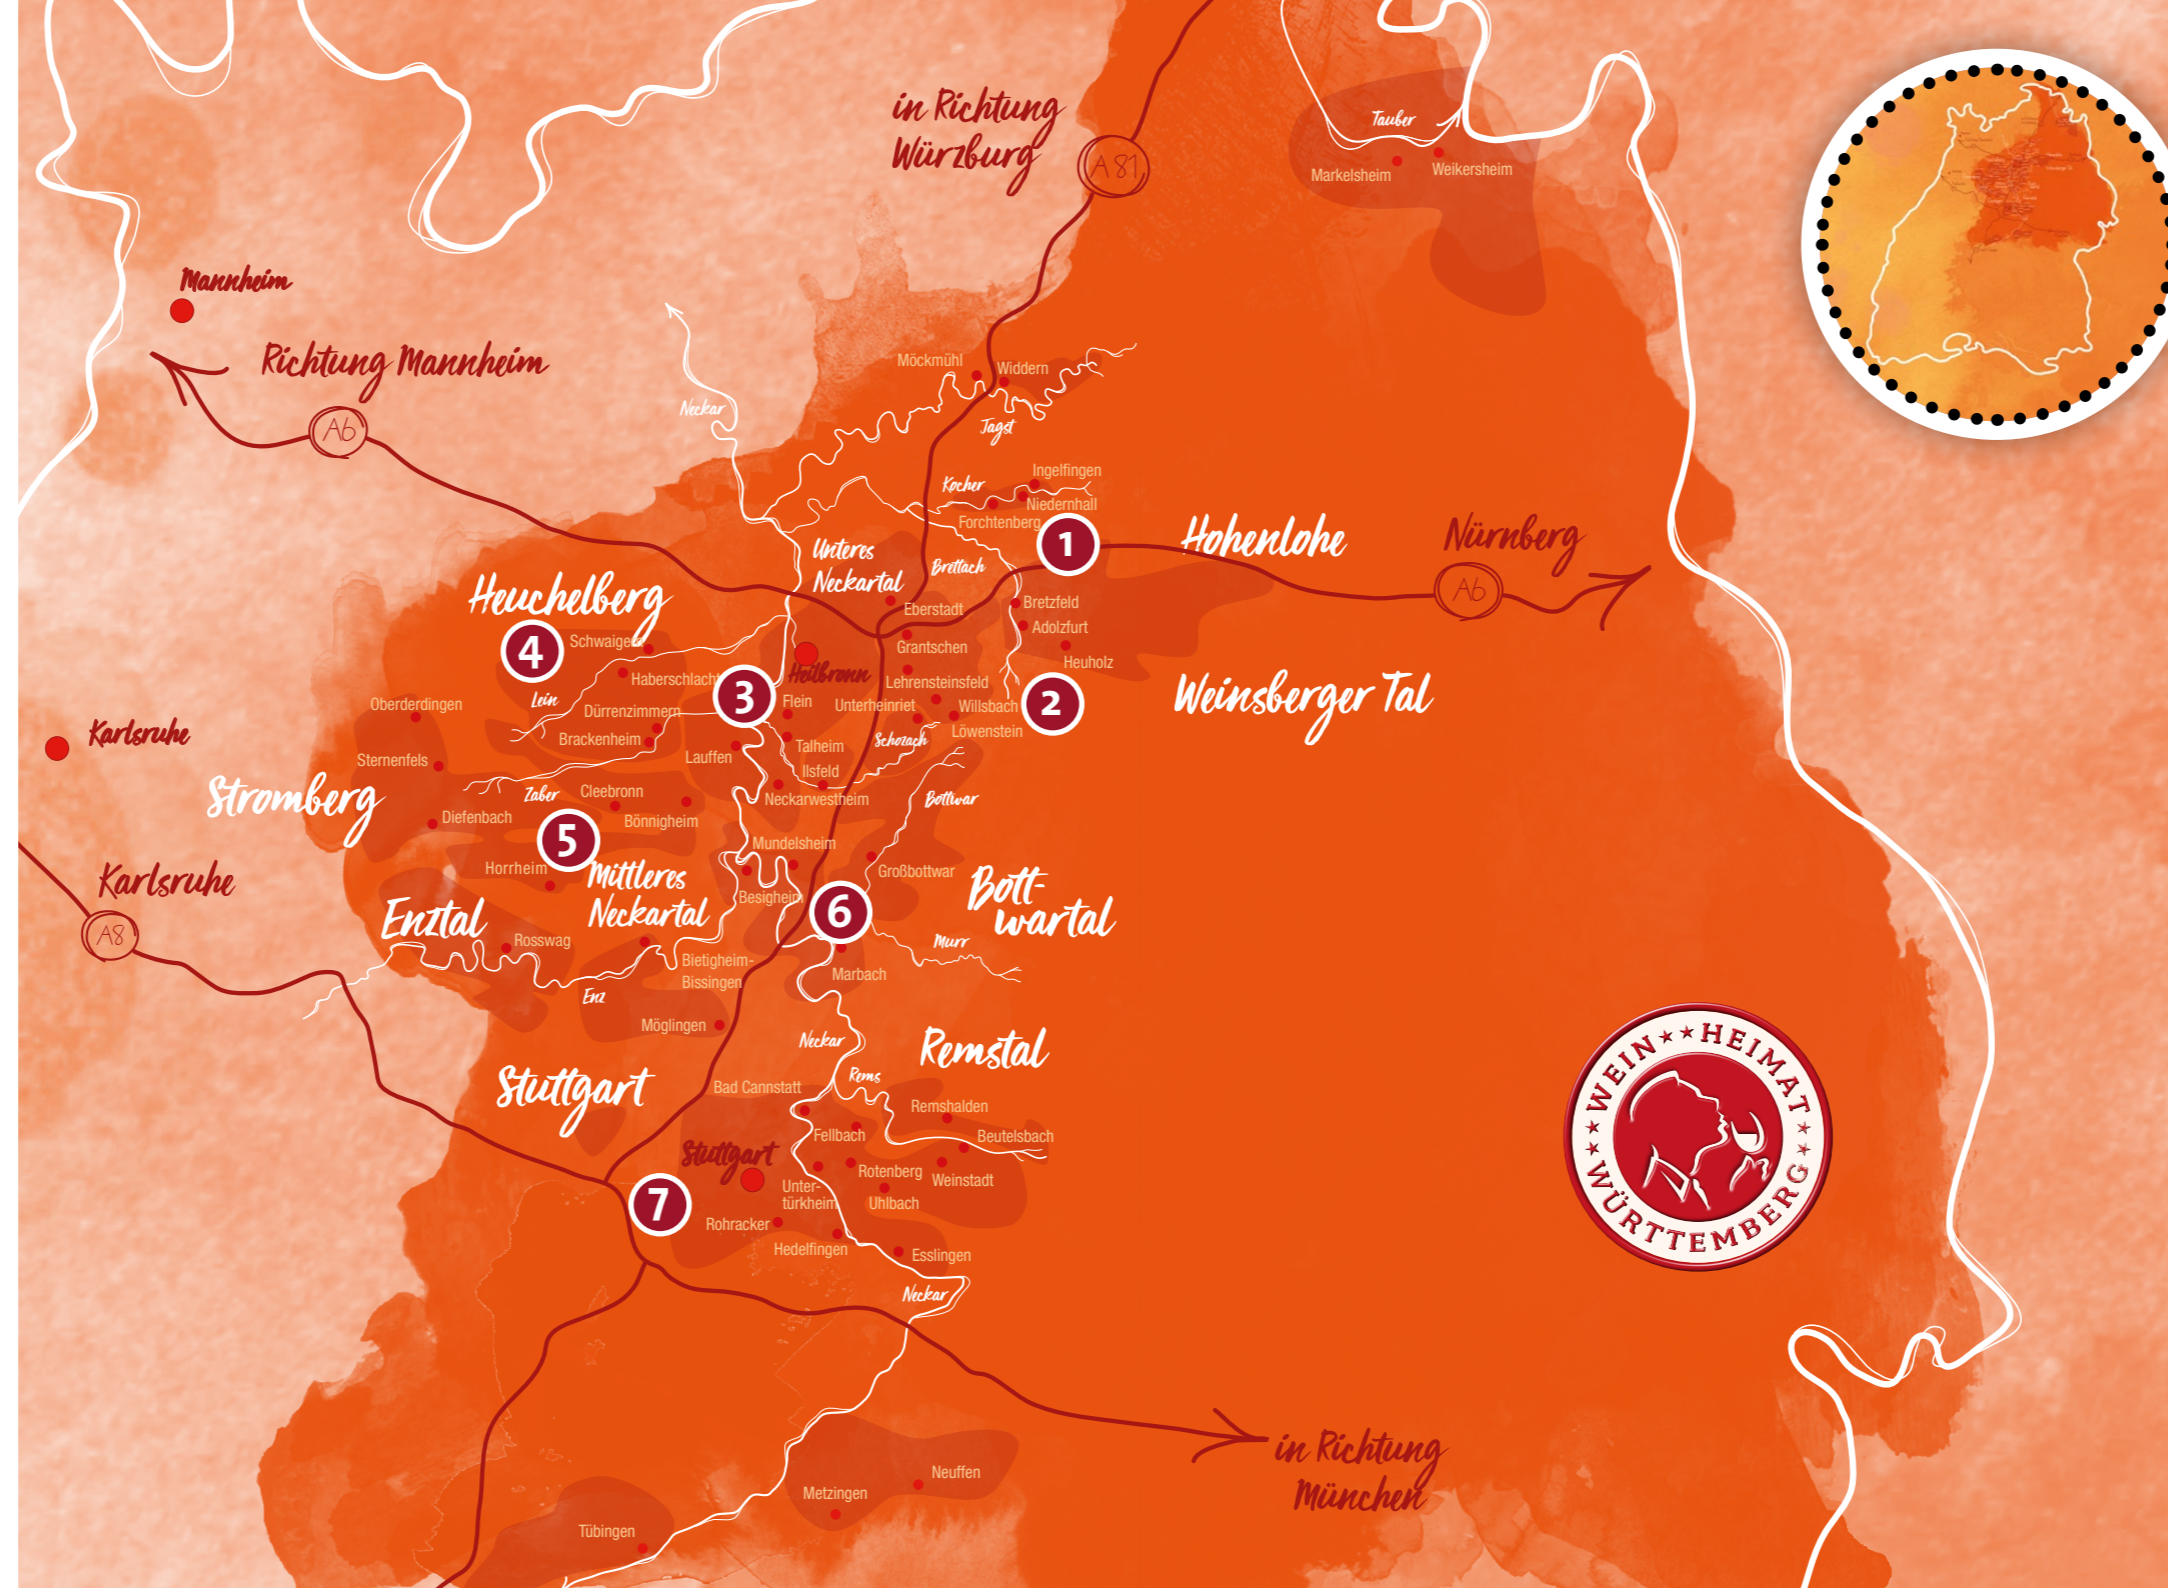 in Richtung
Würzburg
A 81
Tauber
Markelsheim
Weikersheim
Mannheim
Richtung Mannheim
A6
Neckar
Möckmühl
Widdern
Jagst
Ingelfingen
Kocher
Niedernhall
Forchtenberg
1
Hohenlohe
Nürnberg
A6
Unteres
Neckartal
Brettach
Heuchelberg
Eberstadt
Bretzfeld
Adolzfurt
4
Schwaigern
Grantschen
Heuholz
Heilbronn
Haberschlacht
3
Lehrensteinsfeld
Lein
Flein
Unterheinriet
Willsbach
2
Weinsberger Tal
Oberderdingen
Dürrenzimmern
Löwenstein
Brackenheim
Schozach
Talheim
Karlsruhe
Sternenfels
Lauffen
Ilsfeld
Stromberg
Zaber
Cleebronn
Neckarwestheim
Bottwar
Diefenbach
Bönnigheim
5
Mundelsheim
Horrheim
Mittleres
Neckartal
Großbottwar
Bott-
wartal
Karlsruhe
Besigheim
6
Enztal
A8
Rosswag
Murr
Bietigheim-
Bissingen
Marbach
Enz
Möglingen
Neckar
Remstal
Rems
Stuttgart
Bad Cannstatt
Remshalden
Fellbach
Beutelsbach
Stuttgart
Rotenberg
Weinstadt
Unter-
türkheim
Uhlbach
7
Rohracker
Hedelfingen
Esslingen
Neckar
WEIN HEIMAT
WÜRTTEMBERG
in Richtung
München
Neuffen
Metzingen
Tübingen